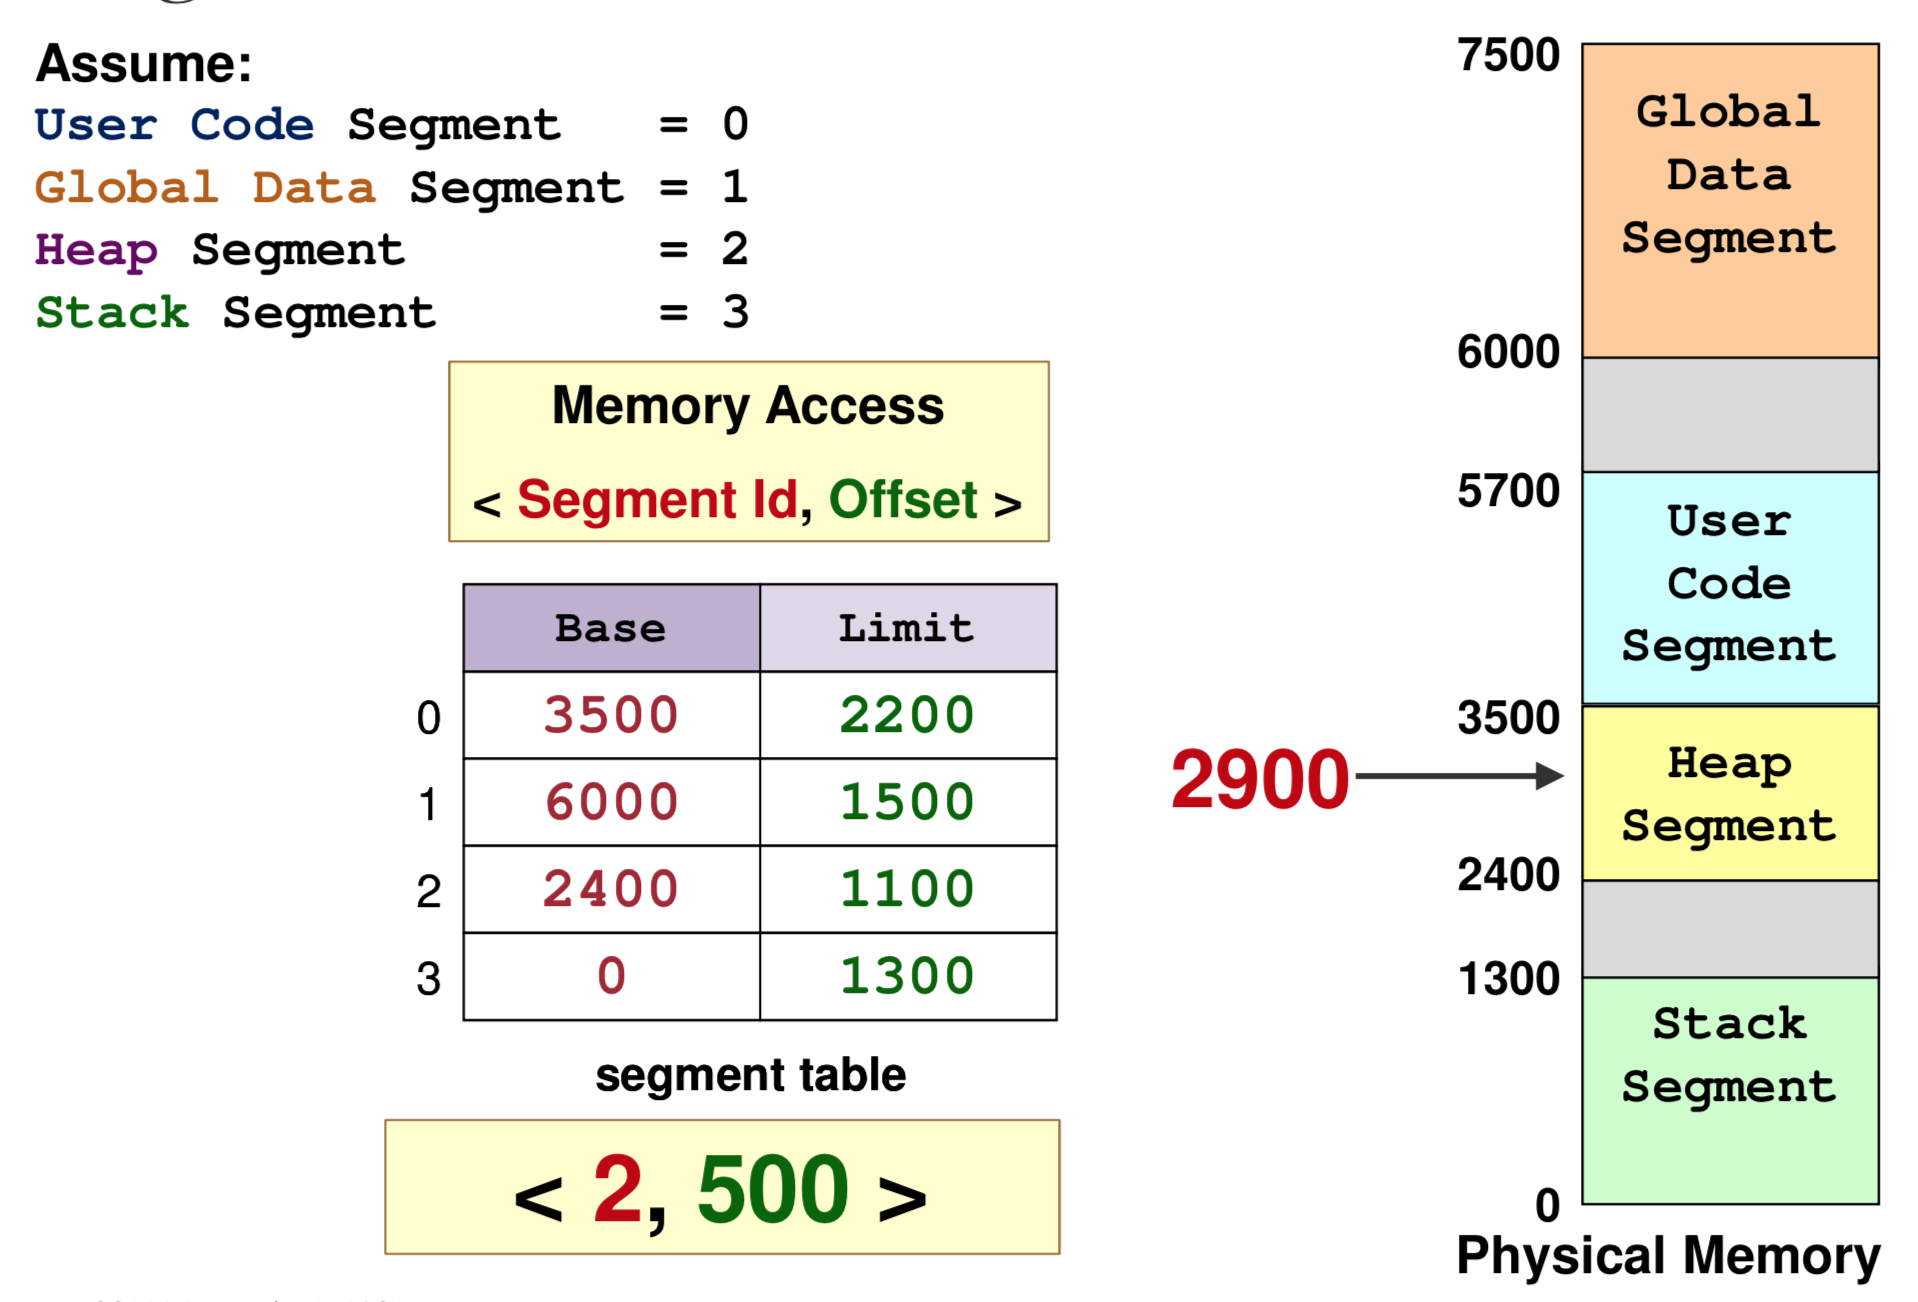 Assume:
User Code Segment = 0
Global Data Segment = 1
Heap Segment = 2
Stack Segment = 3
Memory Access
< Segment Id, Offset >
Base Limit
0 3500 2200
1 6000 1500
2 2400 1100
3 0 1300
segment table
< 2, 500 >
2900
7500
Global
Data
Segment
6000
5700
User
Code
Segment
3500
Heap
Segment
2400
1300
Stack
Segment
0
Physical Memory